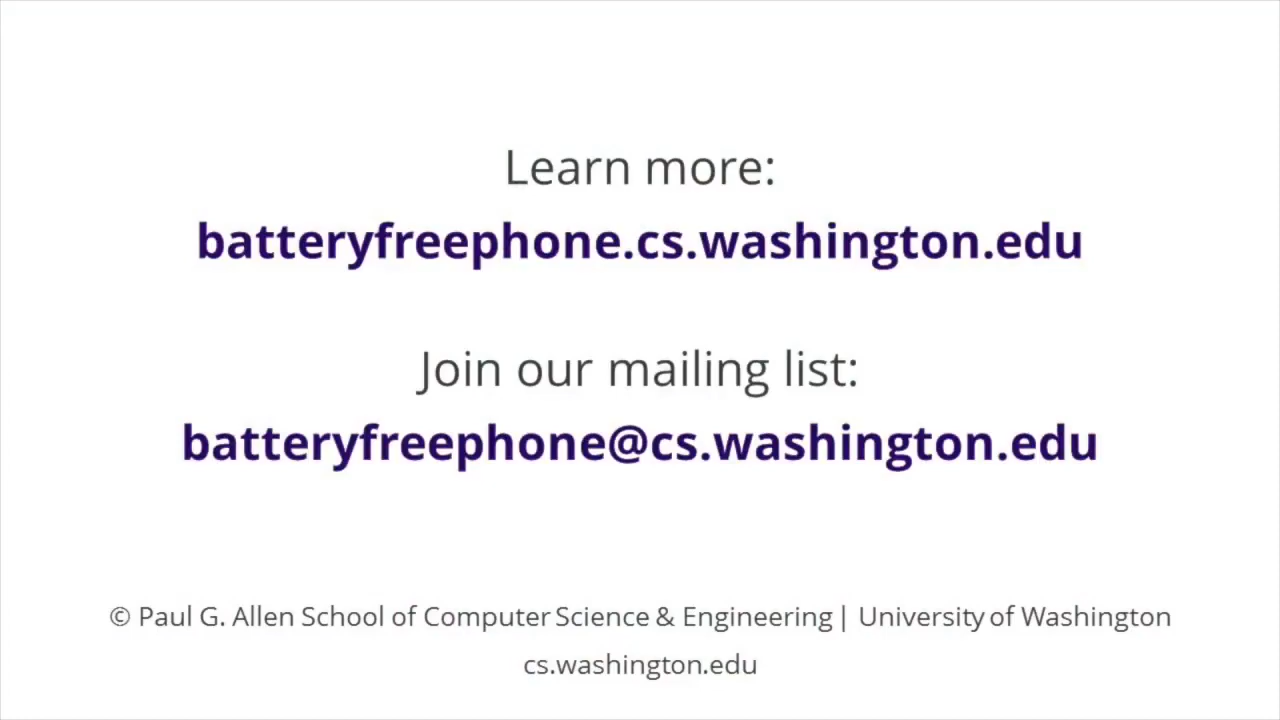 Learn more:
batteryfreephone.cs.washington.edu
Join our mailing list:
batteryfreephone@cs.washington.edu
© Paul G. Allen School of Computer Science & Engineering | University of Washington
cs.washington.edu